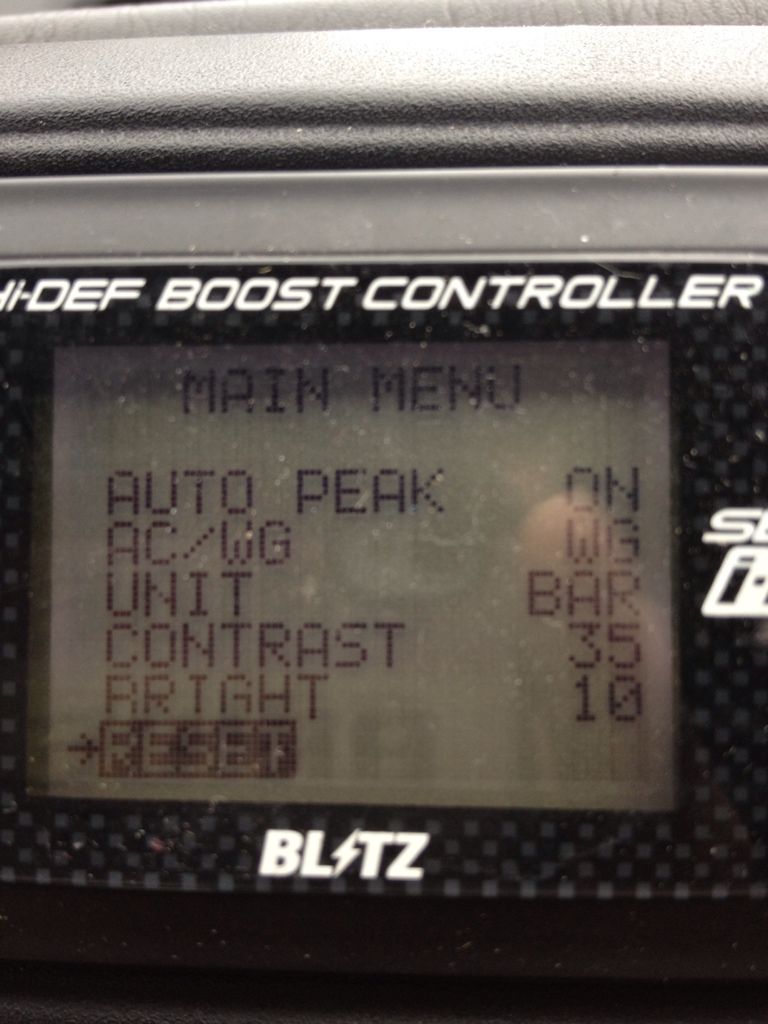 HI-DEF BOOST CONTROLLER
MAIN MENU
AUTO PEAK ON
AC/WG WG
UNIT BAR
CONTRAST 35
BRIGHT 10
→RESET
BLITZ